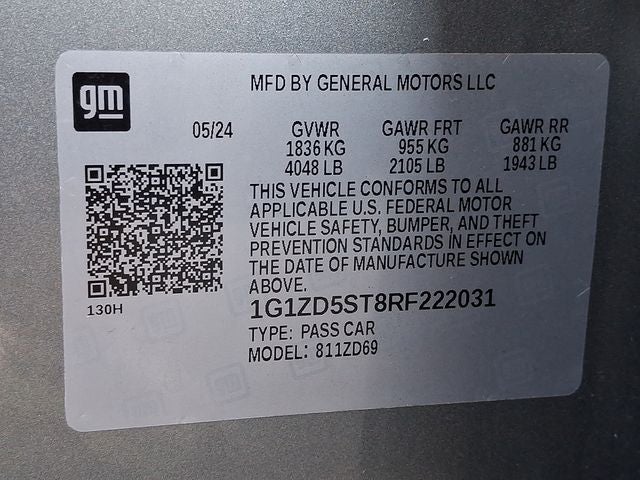 gm
MFD BY GENERAL MOTORS LLC
05/24 GVWR GAWR FRT GAWR RR
1836 KG 955 KG 881 KG
4048 LB 2105 LB 1943 LB
THIS VEHICLE CONFORMS TO ALL
APPLICABLE U.S. FEDERAL MOTOR
VEHICLE SAFETY, BUMPER, AND THEFT
PREVENTION STANDARDS IN EFFECT ON
THE DATE OF MANUFACTURE SHOWN
ABOVE.
130H
1G1ZD5ST8RF222031
TYPE: PASS CAR
MODEL: 811ZD69